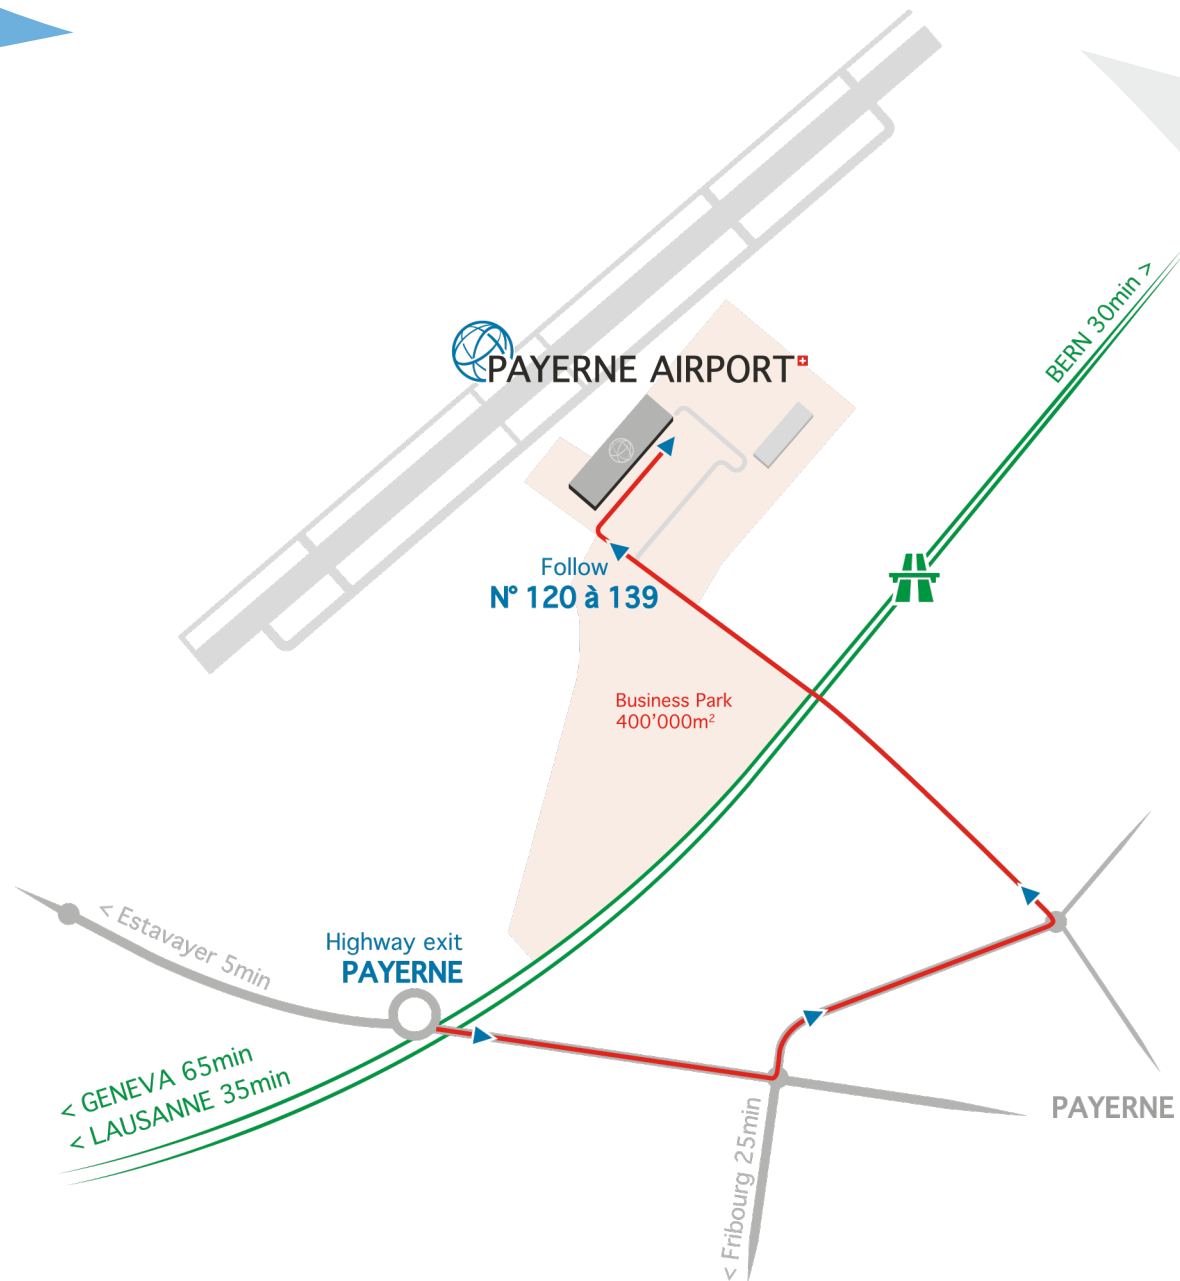 PAYERNE AIRPORT
BERN 30min >
Follow
N° 120 à 139
Business Park
400’000m²
< Estavayer 5min
Highway exit
PAYERNE
< GENEVA 65min
< LAUSANNE 35min
PAYERNE
< Fribourg 25min